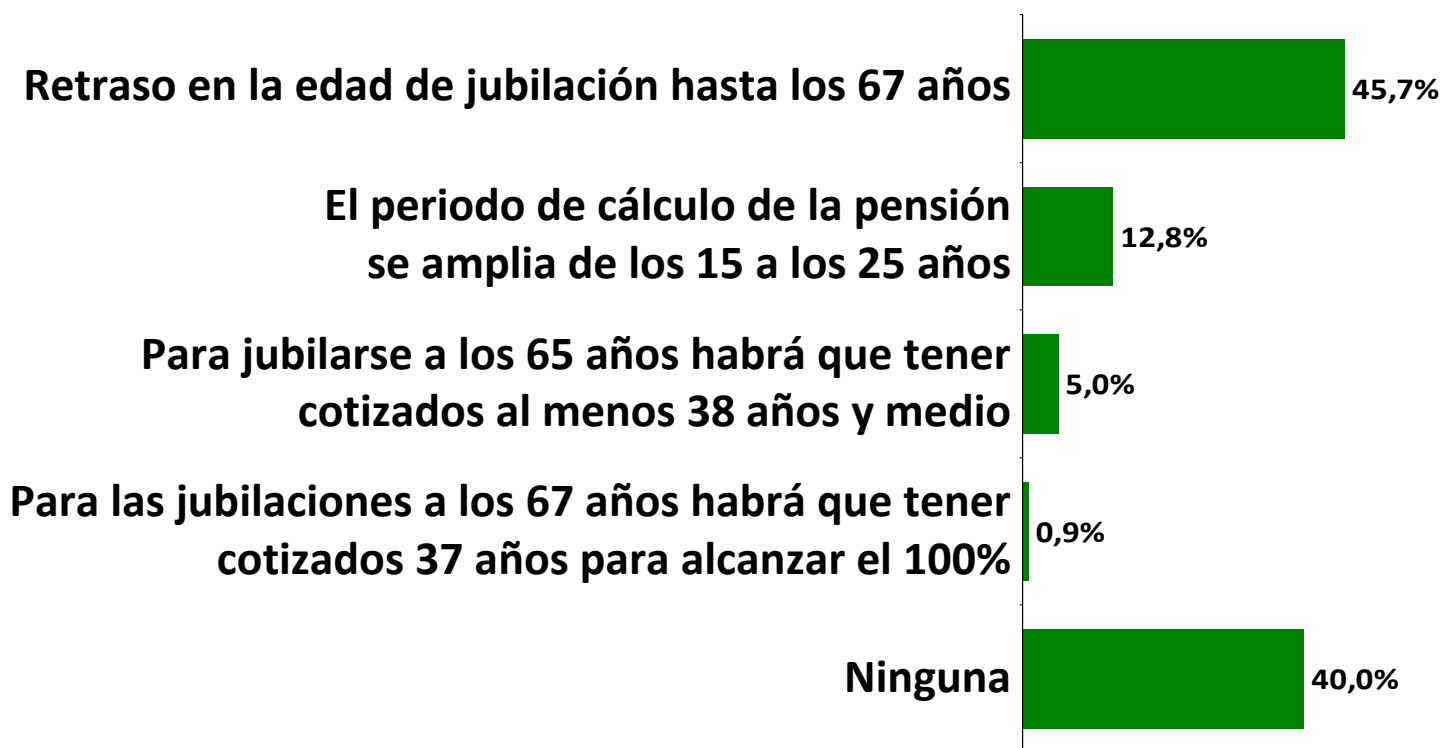 Retraso en la edad de jubilación hasta los 67 años
45,7%
El periodo de cálculo de la pensión
se amplia de los 15 a los 25 años
12,8%
Para jubilarse a los 65 años habrá que tener
cotizados al menos 38 años y medio
5,0%
Para las jubilaciones a los 67 años habrá que tener
cotizados 37 años para alcanzar el 100%
0,9%
Ninguna
40,0%